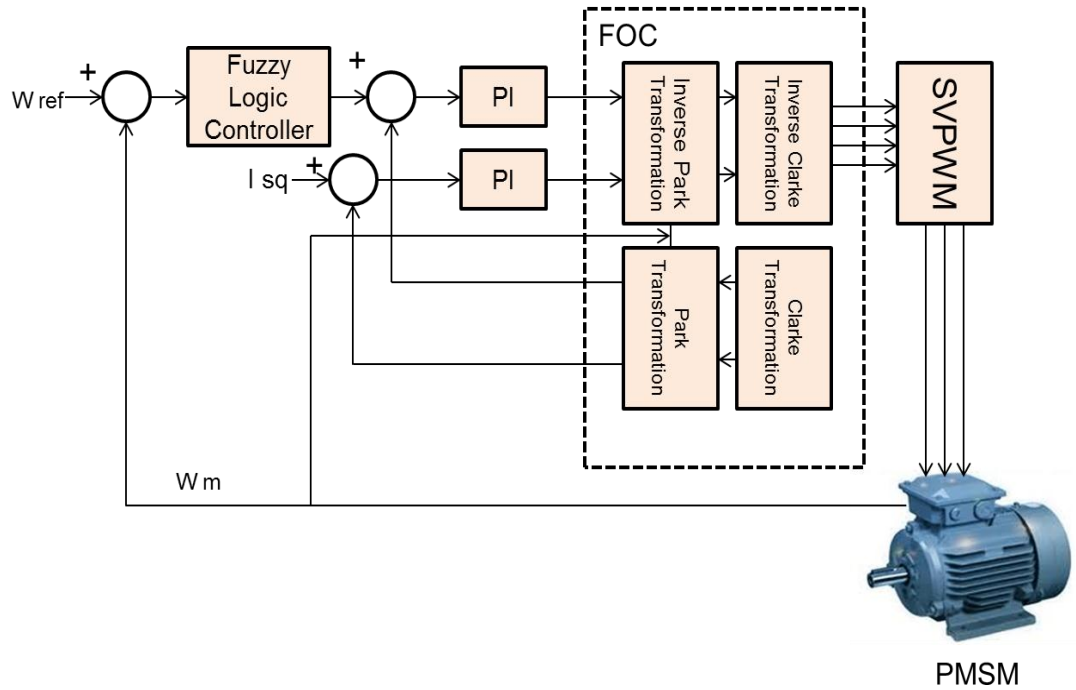 FOC
+
W ref
Fuzzy
Logic
Controller
+
PI
Inverse Park
Transformation
Inverse Clarke
Transformation
SVPWM
I sq
+
PI
Park
Transformation
Clarke
Transformation
W m
PMSM